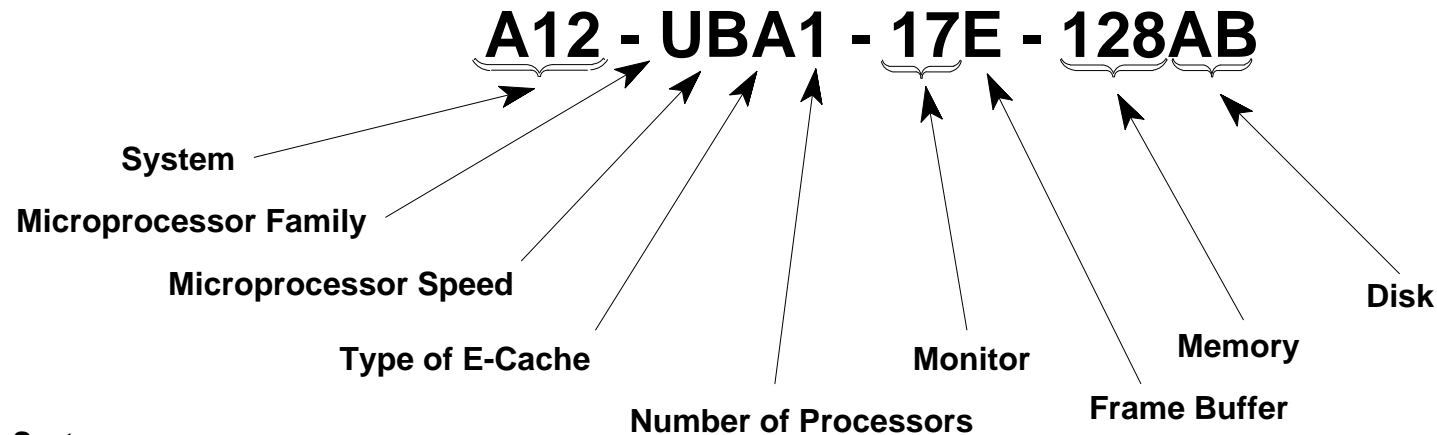 A12 - UBA1 - 17E - 128AB
System
Microprocessor Family
Microprocessor Speed
Disk
Type of E-Cache
Monitor
Memory
Number of Processors
Frame Buffer